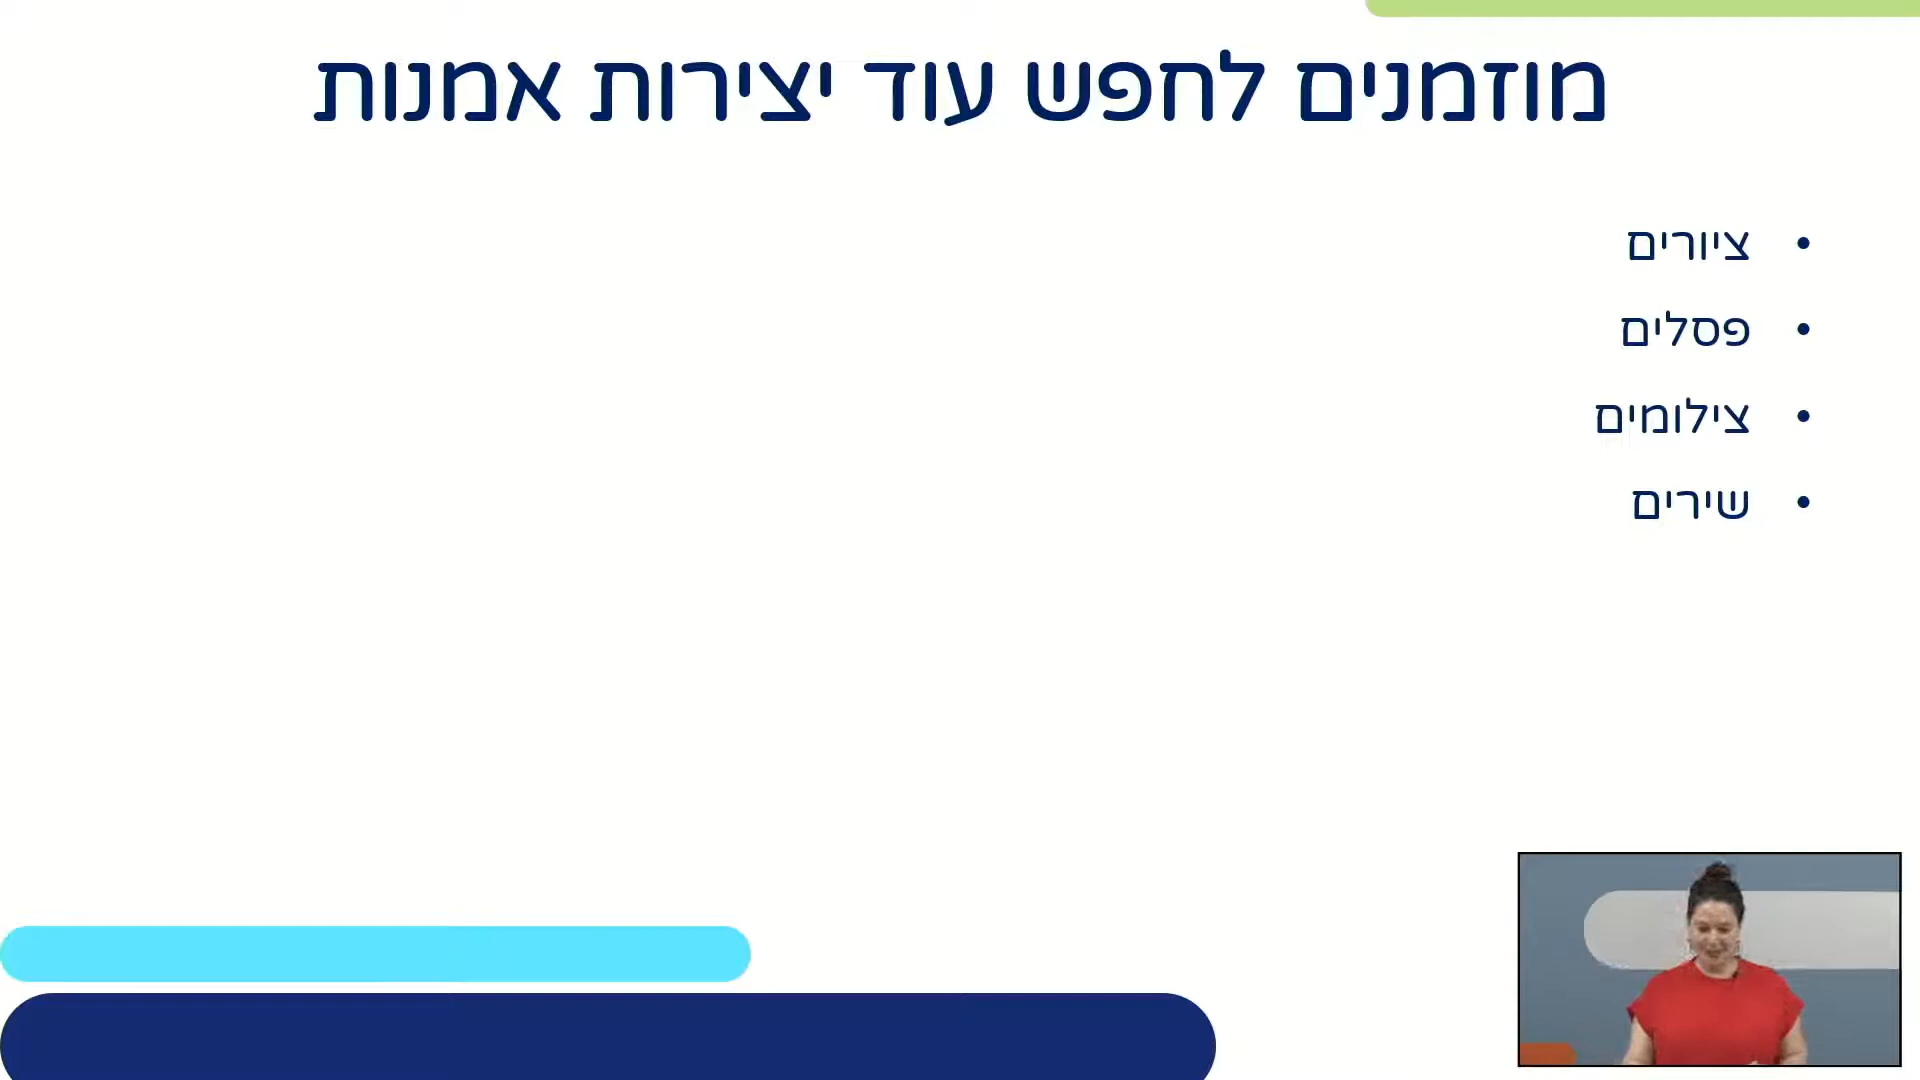 מוזמנים לחפש עוד יצירות אמנות
• ציורים
• פסלים
• צילומים
• שירים